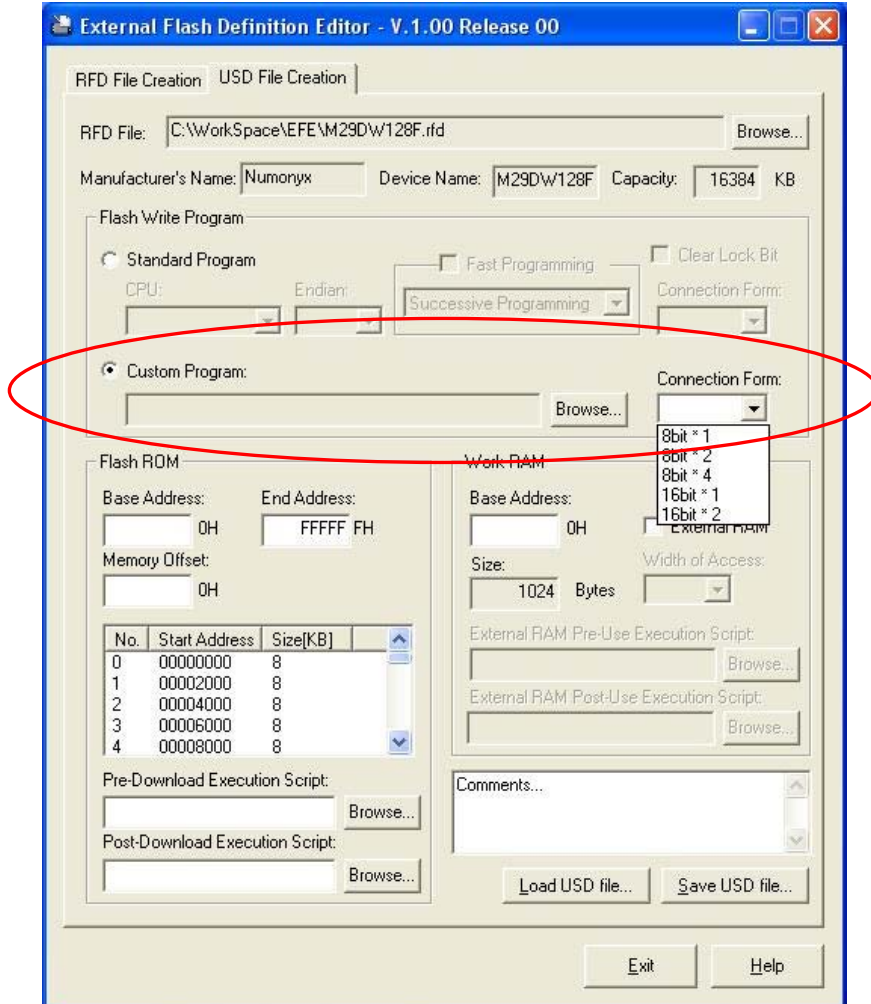 External Flash Definition Editor - V.1.00 Release 00
RFD File Creation USD File Creation
RFD File: C:\WorkSpace\EFE\M29DW128F.rfd Browse...
Manufacturer's Name: Numonyx Device Name: M29DW128F Capacity: 16384 KB
Flash Write Program
Standard Program Fast Programming Clear Lock Bit
CPU: Endian: Successive Programming Connection Form:
Custom Program: Connection Form:
Browse...
8bit * 1
8bit * 2
8bit * 4
16bit * 1
16bit * 2
Flash ROM
Base Address: End Address:
0H FFFFF FH
Memory Offset:
0H
No. Start Address Size[KB]
0 00000000 8
1 00002000 8
2 00004000 8
3 00006000 8
4 00008000 8
Pre-Download Execution Script:
Browse...
Post-Download Execution Script:
Browse...
Work RAM
Base Address:
0H External RAM
Size: Width of Access:
1024 Bytes
External RAM Pre-Use Execution Script:
Browse...
External RAM Post-Use Execution Script:
Browse...
Comments...
Load USD file... Save USD file...
Exit Help